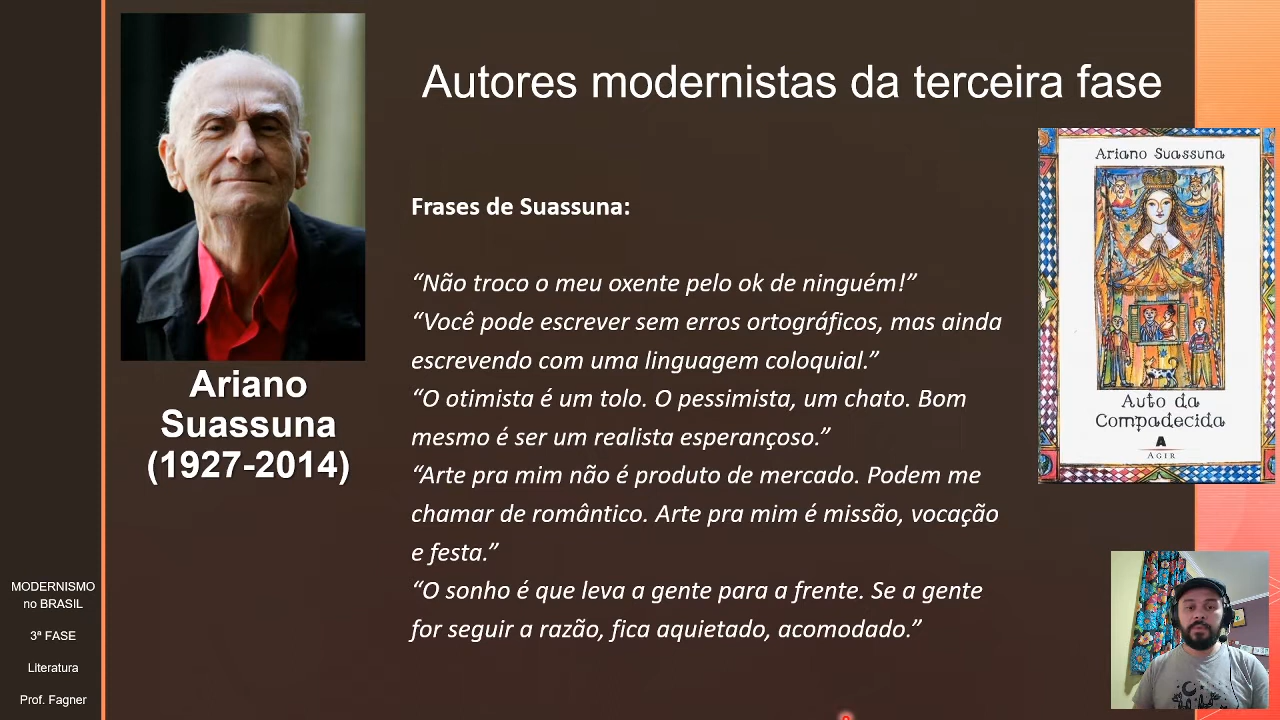 Autores modernistas da terceira fase
Frases de Suassuna:
“Não troco o meu oxente pelo ok de ninguém!”
“Você pode escrever sem erros ortográficos, mas ainda
escrevendo com uma linguagem coloquial.”
“O otimista é um tolo. O pessimista, um chato. Bom
mesmo é ser um realista esperançoso.”
“Arte pra mim não é produto de mercado. Podem me
chamar de romântico. Arte pra mim é missão, vocação
e festa.”
“O sonho é que leva a gente para a frente. Se a gente
for seguir a razão, fica aquietado, acomodado.”
Ariano
Suassuna
(1927-2014)
Ariano Suassuna
Auto da
Compadecida
A
AGIR
MODERNISMO
no BRASIL
3ª FASE
Literatura
Prof. Fagner